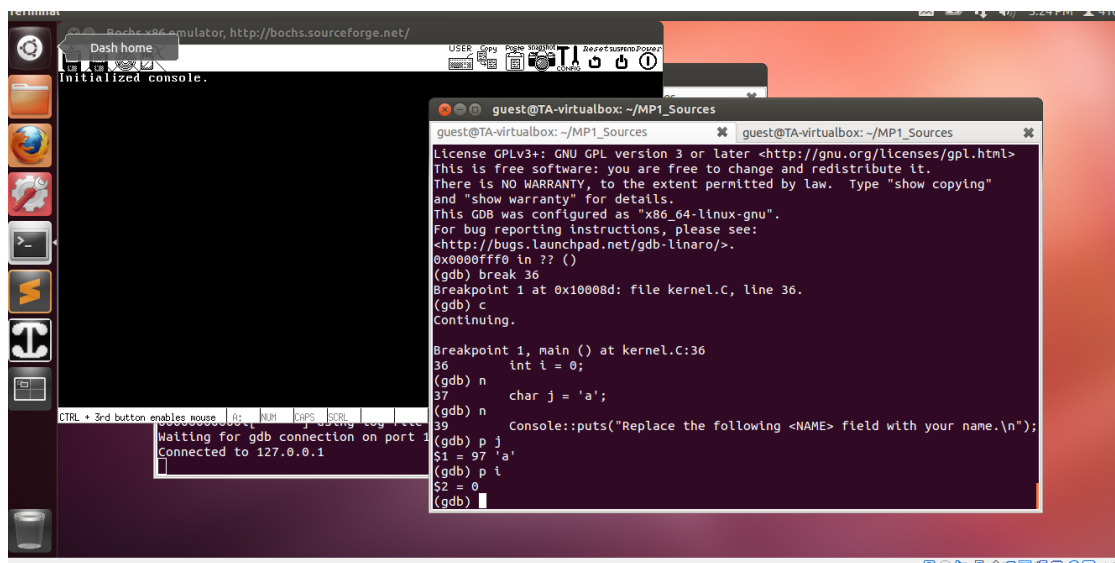 Terminal
3:24 PM
Bochs x86 emulator, http://bochs.sourceforge.net/
Dash home
USER Copy Paste snapshot Reset suspend Power
CONFIG
Initialized console.
CTRL + 3rd button enables mouse A: NUM CAPS SCRL
using log file
Waiting for gdb connection on port 1
Connected to 127.0.0.1
guest@TA-virtualbox: ~/MP1_Sources
guest@TA-virtualbox: ~/MP1_Sources guest@TA-virtualbox: ~/MP1_Sources
License GPLv3+: GNU GPL version 3 or later <http://gnu.org/licenses/gpl.html>
This is free software: you are free to change and redistribute it.
There is NO WARRANTY, to the extent permitted by law.  Type "show copying"
and "show warranty" for details.
This GDB was configured as "x86_64-linux-gnu".
For bug reporting instructions, please see:
<http://bugs.launchpad.net/gdb-linaro/>.
0x0000fff0 in ?? ()
(gdb) break 36
Breakpoint 1 at 0x10008d: file kernel.C, line 36.
(gdb) c
Continuing.
Breakpoint 1, main () at kernel.C:36
36 int i = 0;
(gdb) n
37 char j = 'a';
(gdb) n
39 Console::puts("Replace the following <NAME> field with your name.\n");
(gdb) p j
$1 = 97 'a'
(gdb) p i
$2 = 0
(gdb)